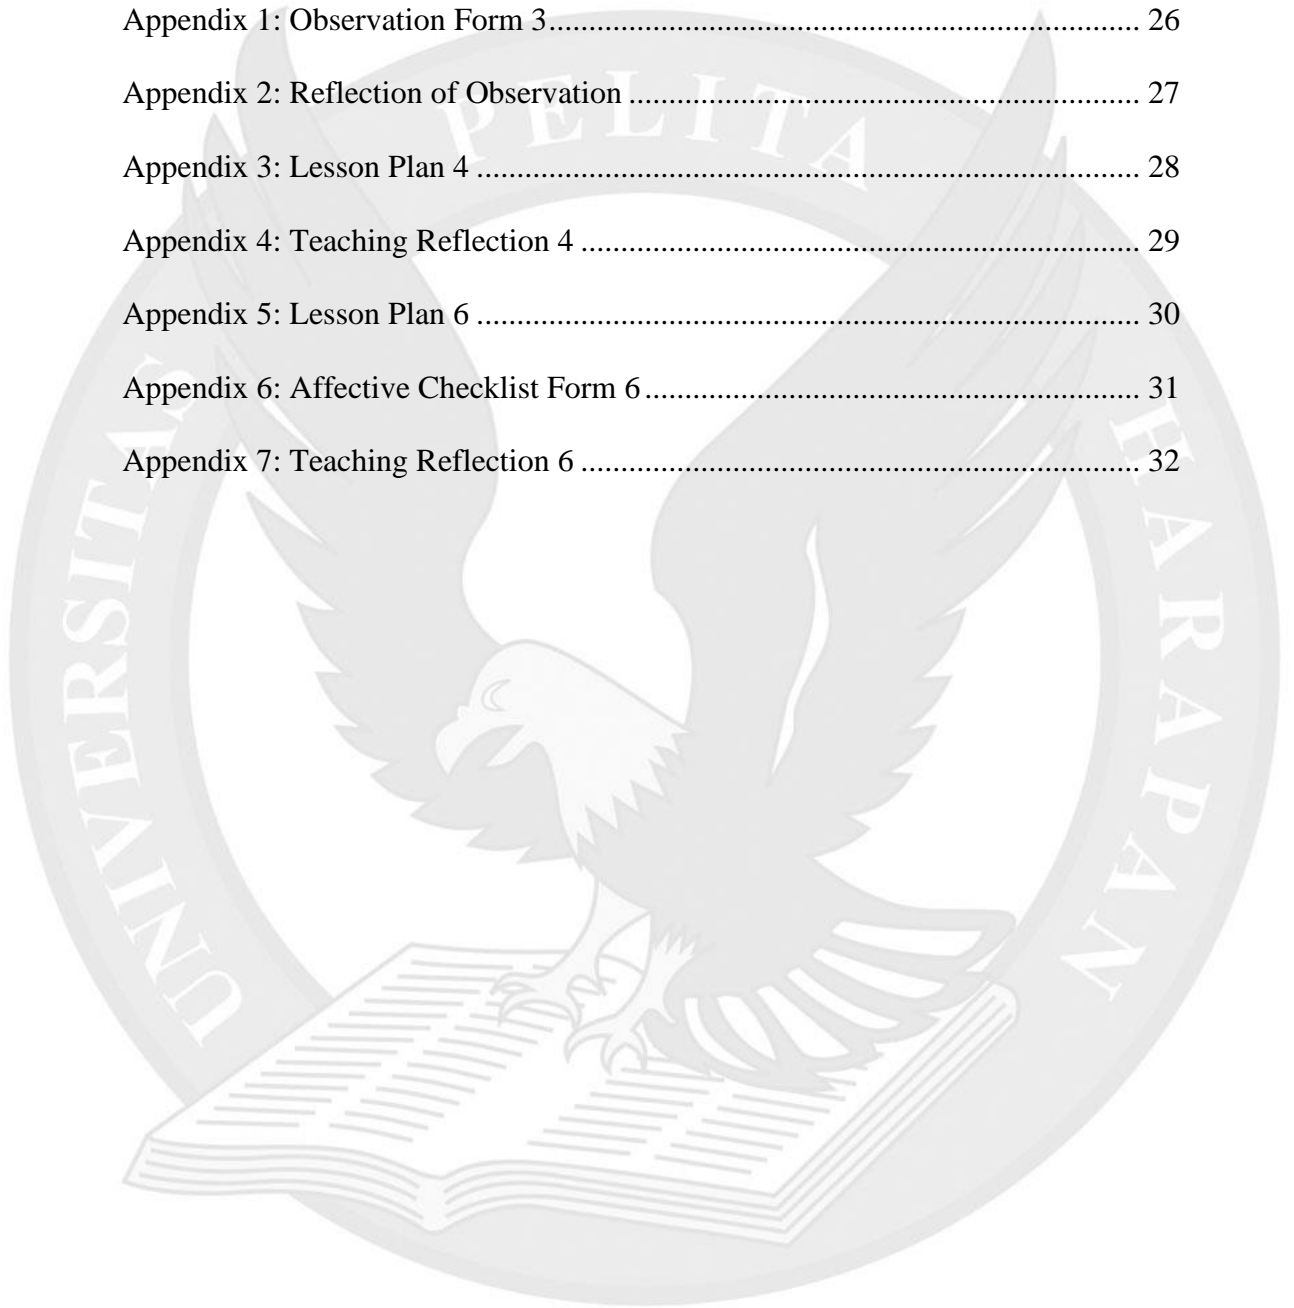 Appendix 1: Observation Form 3........................................................................ 26
Appendix 2: Reflection of Observation .............................................................. 27
Appendix 3: Lesson Plan 4 ................................................................................. 28
Appendix 4: Teaching Reflection 4 .................................................................... 29
Appendix 5: Lesson Plan 6 ................................................................................. 30
Appendix 6: Affective Checklist Form 6............................................................ 31
Appendix 7: Teaching Reflection 6 .................................................................... 32
UNIVERSITAS PELITA HARAPAN